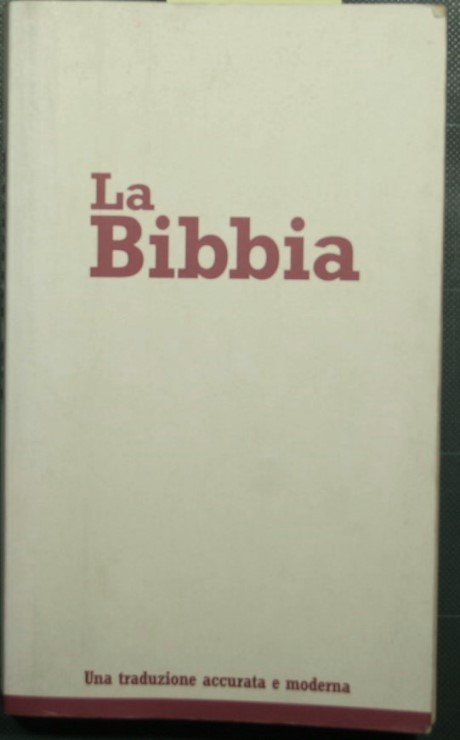 La
Bibbia
Una traduzione accurata e moderna